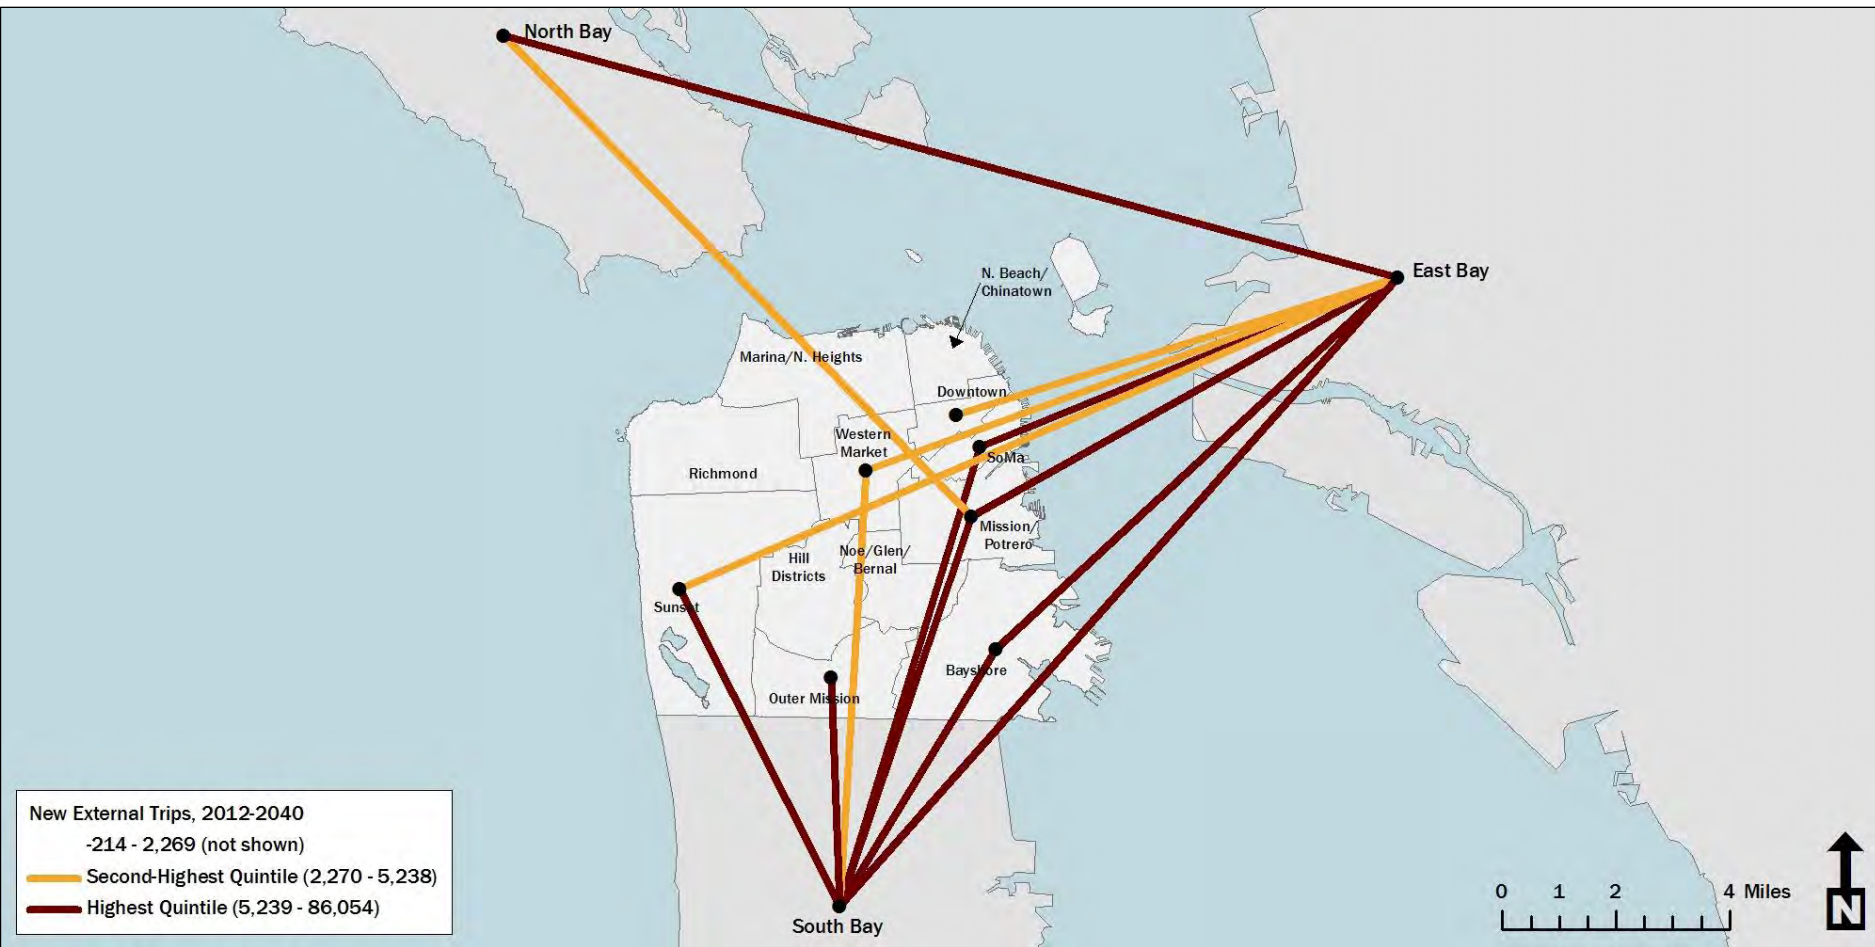 North Bay
East Bay
N. Beach/
Chinatown
Marina/N. Heights
Downtown
Western
Market
SoMa
Richmond
Mission/
Potrero
Hill
Districts
Noe/Glen/
Bernal
Sunset
Bayshore
Outer Mission
South Bay
New External Trips, 2012-2040
-214 - 2,269 (not shown)
Second-Highest Quintile (2,270 - 5,238)
Highest Quintile (5,239 - 86,054)
0 1 2 4 Miles
N